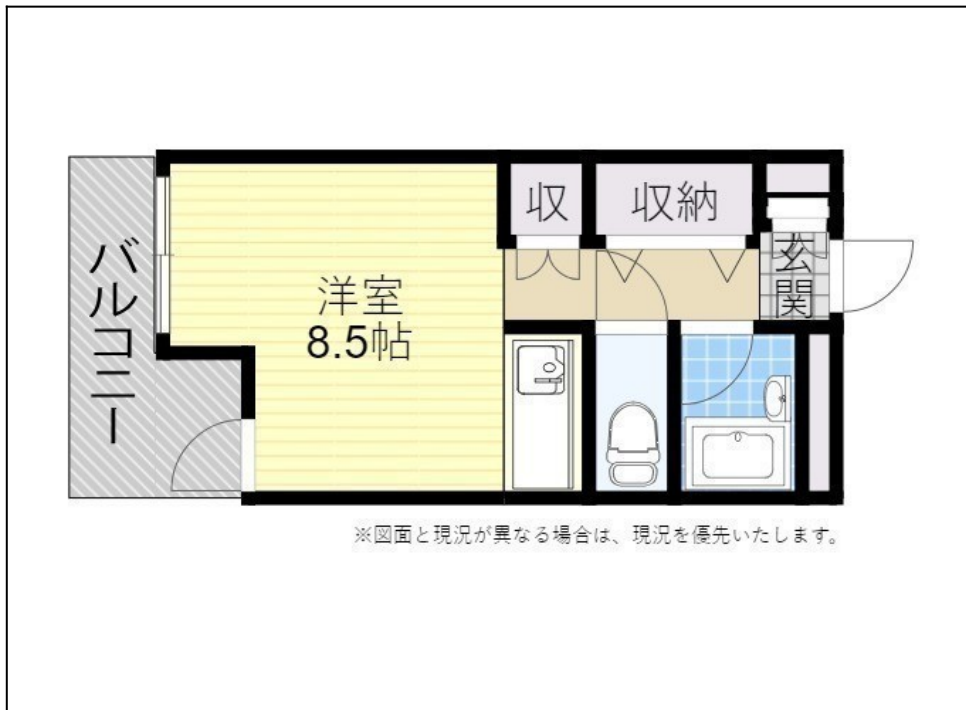 収
収納
玄関
洋室
8.5帖
バルコニー
※図面と現況が異なる場合は、現況を優先いたします。